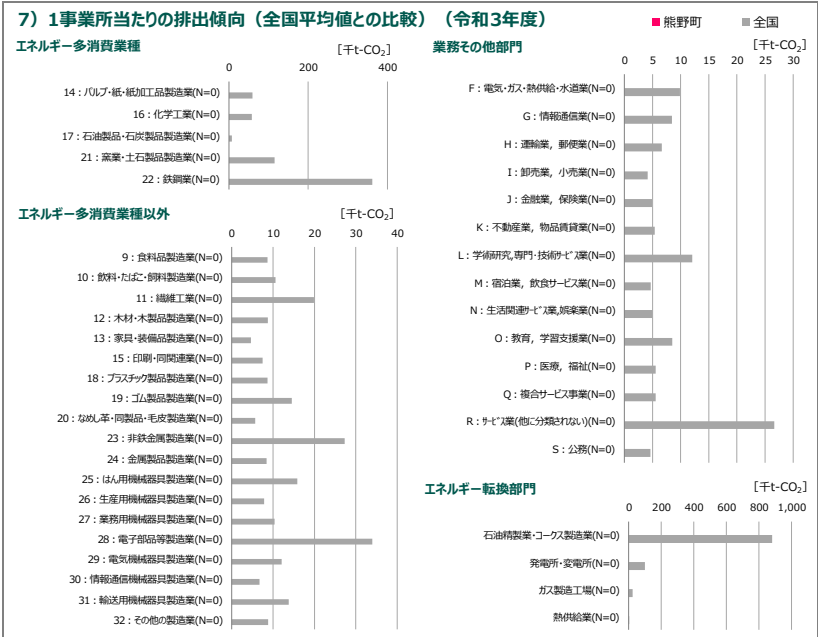 7）1事業所当たりの排出傾向（全国平均値との比較）（令和3年度）
■熊野町 ■全国
エネルギー多消費業種
[千t-CO₂]
0 200 400
14：パルプ・紙・紙加工品製造業(N=0)
16：化学工業(N=0)
17：石油製品・石炭製品製造業(N=0)
21：窯業・土石製品製造業(N=0)
22：鉄鋼業(N=0)
エネルギー多消費業種以外
[千t-CO₂]
0 10 20 30 40
9：食料品製造業(N=0)
10：飲料・たばこ・飼料製造業(N=0)
11：繊維工業(N=0)
12：木材・木製品製造業(N=0)
13：家具・装備品製造業(N=0)
15：印刷・同関連業(N=0)
18：プラスチック製品製造業(N=0)
19：ゴム製品製造業(N=0)
20：なめし革・同製品・毛皮製造業(N=0)
23：非鉄金属製造業(N=0)
24：金属製品製造業(N=0)
25：はん用機械器具製造業(N=0)
26：生産用機械器具製造業(N=0)
27：業務用機械器具製造業(N=0)
28：電子部品等製造業(N=0)
29：電気機械器具製造業(N=0)
30：情報通信機械器具製造業(N=0)
31：輸送用機械器具製造業(N=0)
32：その他の製造業(N=0)
業務その他部門
[千t-CO₂]
0 5 10 15 20 25 30
F：電気・ガス・熱供給・水道業(N=0)
G：情報通信業(N=0)
H：運輸業，郵便業(N=0)
I：卸売業，小売業(N=0)
J：金融業，保険業(N=0)
K：不動産業，物品賃貸業(N=0)
L：学術研究,専門・技術ｻｰﾋﾞｽ業(N=0)
M：宿泊業，飲食サービス業(N=0)
N：生活関連ｻｰﾋﾞｽ業,娯楽業(N=0)
O：教育，学習支援業(N=0)
P：医療，福祉(N=0)
Q：複合サービス事業(N=0)
R：ｻｰﾋﾞｽ業(他に分類されない)(N=0)
S：公務(N=0)
エネルギー転換部門
[千t-CO₂]
0 200 400 600 800 1,000
石油精製業・コークス製造業(N=0)
発電所・変電所(N=0)
ガス製造工場(N=0)
熱供給業(N=0)